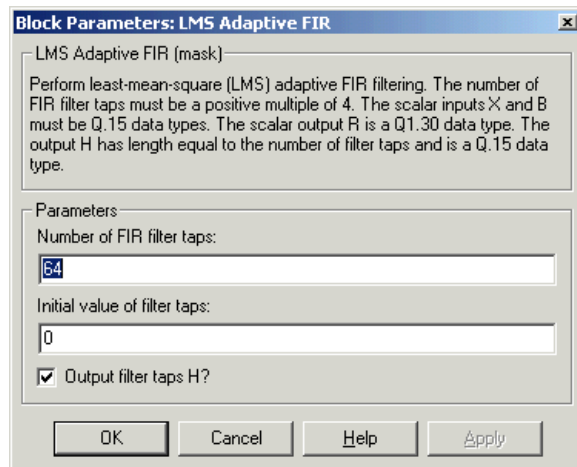 Block Parameters: LMS Adaptive FIR
LMS Adaptive FIR (mask)
Perform least-mean-square (LMS) adaptive FIR filtering. The number of
FIR filter taps must be a positive multiple of 4. The scalar inputs X and B
must be Q.15 data types. The scalar output R is a Q1.30 data type. The
output H has length equal to the number of filter taps and is a Q.15 data
type.
Parameters
Number of FIR filter taps:
64
Initial value of filter taps:
0
Output filter taps H?
OK Cancel Help Apply